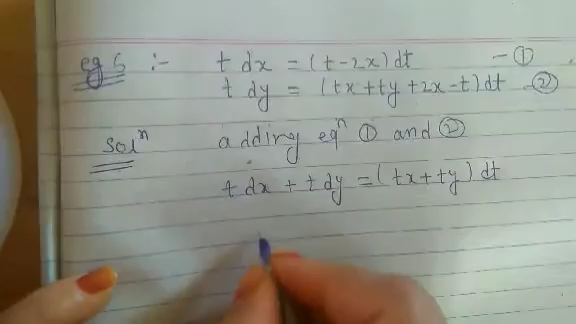 eg 5 :- t dx = (t-2x)dt -①
t dy = (tx+ty+2x-t)dt -②
solⁿ adding eqⁿ ① and ②
t dx + t dy = (tx+ty) dt